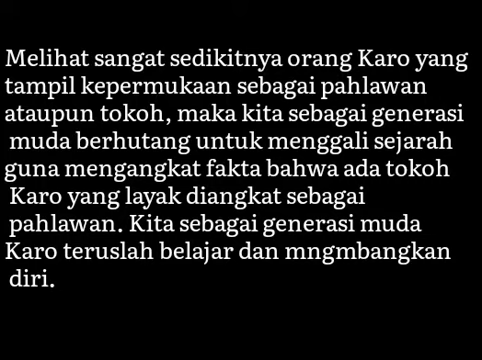 Melihat sangat sedikitnya orang Karo yang
tampil kepermukaan sebagai pahlawan
ataupun tokoh, maka kita sebagai generasi
muda berhutang untuk menggali sejarah
guna mengangkat fakta bahwa ada tokoh
Karo yang layak diangkat sebagai
pahlawan. Kita sebagai generasi muda
Karo teruslah belajar dan mngmbangkan
diri.